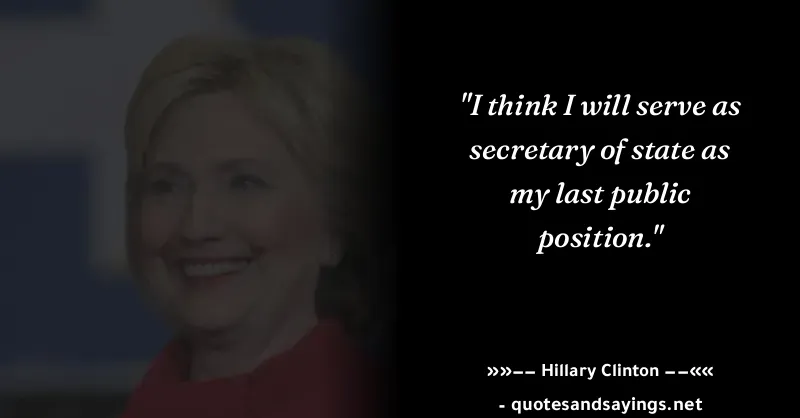 "I think I will serve as
secretary of state as
my last public
position."
»»–– Hillary Clinton ––««
- quotesandsayings.net